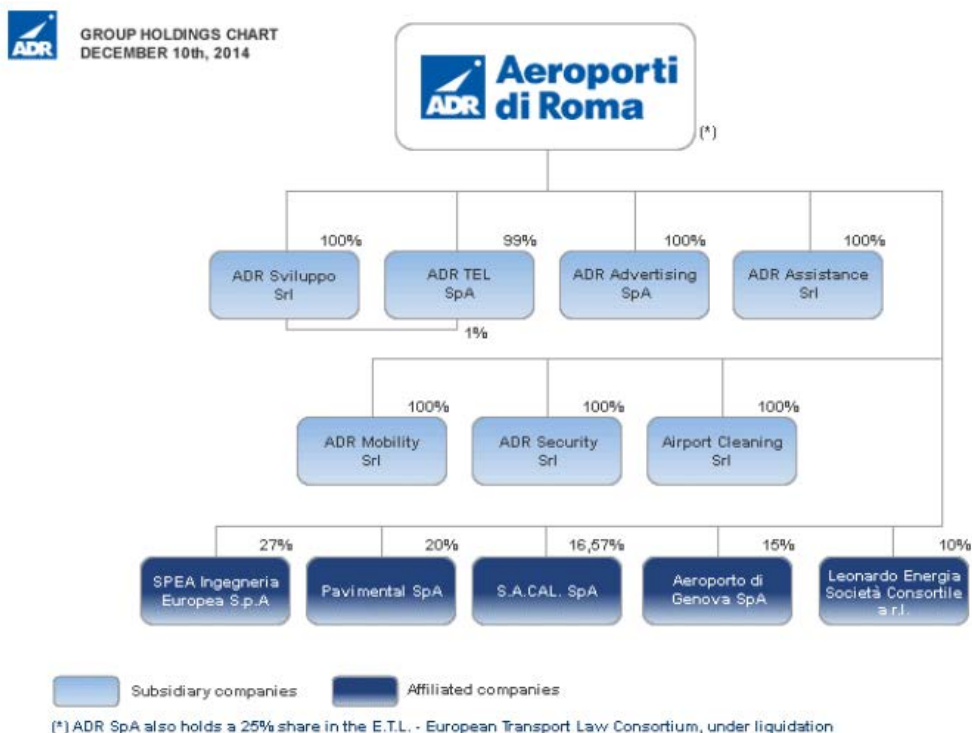 ADR
GROUP HOLDINGS CHART
DECEMBER 10th, 2014
ADR
Aeroporti
di Roma
(*)
100%
99%
100%
100%
ADR Sviluppo
Srl
ADR TEL
SpA
ADR Advertising
SpA
ADR Assistance
Srl
1%
100%
100%
100%
ADR Mobility
Srl
ADR Security
Srl
Airport Cleaning
Srl
27%
20%
16,57%
15%
10%
SPEA Ingegneria
Europea S.p.A
Pavimental SpA
S.A.CAL. SpA
Aeroporto di
Genova SpA
Leonardo Energia
Società Consortile
a r.l.
Subsidiary companies
Affiliated companies
(*) ADR SpA also holds a 25% share in the E.T.L. - European Transport Law Consortium, under liquidation